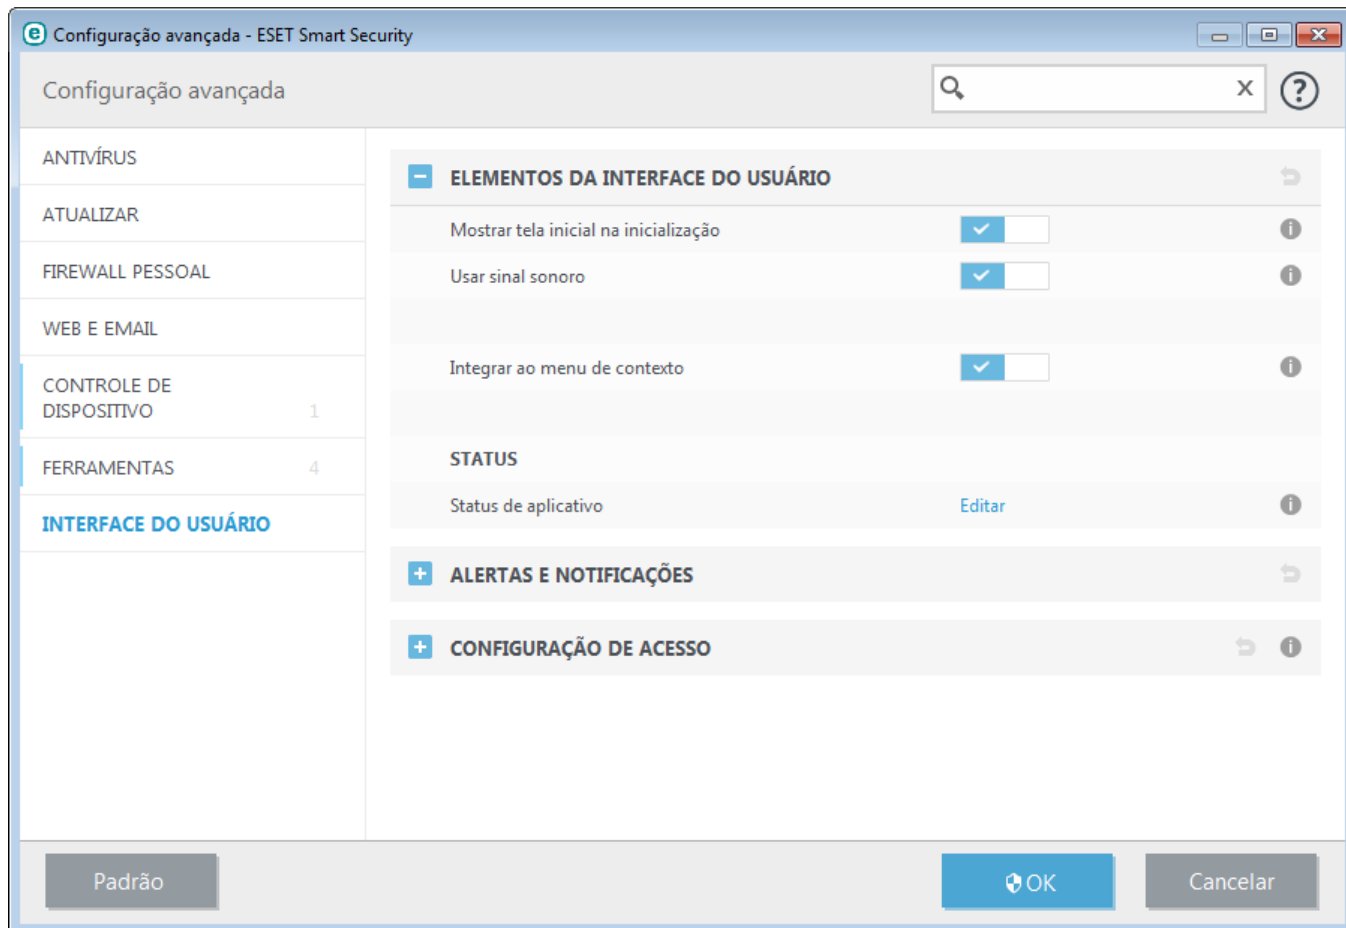 Configuração avançada - ESET Smart Security
Configuração avançada
ANTIVÍRUS
ATUALIZAR
FIREWALL PESSOAL
WEB E EMAIL
CONTROLE DE
DISPOSITIVO 1
FERRAMENTAS 4
INTERFACE DO USUÁRIO
ELEMENTOS DA INTERFACE DO USUÁRIO
Mostrar tela inicial na inicialização
Usar sinal sonoro
Integrar ao menu de contexto
STATUS
Status de aplicativo Editar
ALERTAS E NOTIFICAÇÕES
CONFIGURAÇÃO DE ACESSO
Padrão
OK
Cancelar